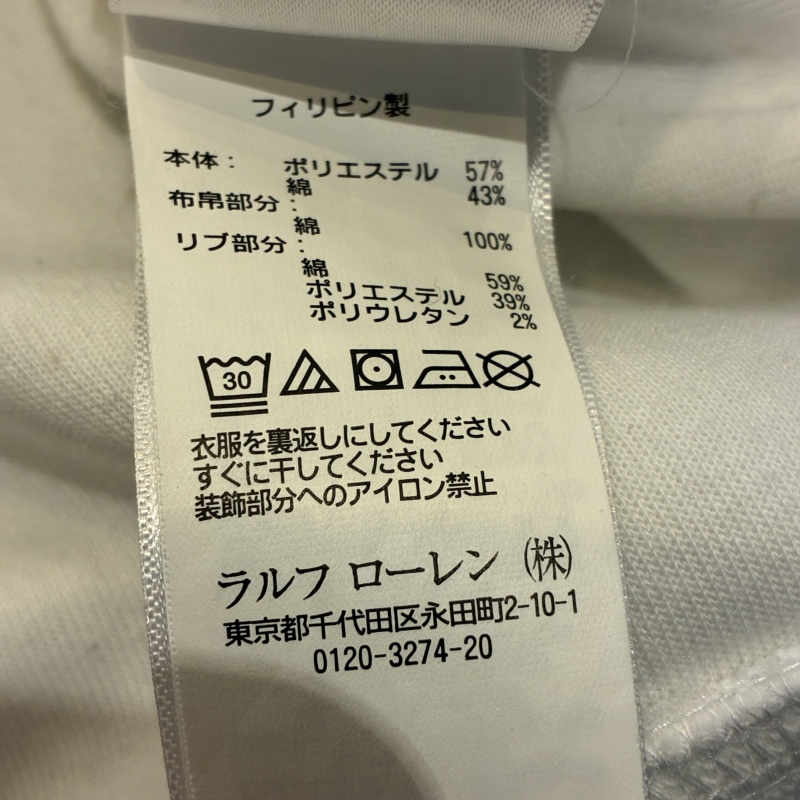 フィリピン製
本体： ポリエステル 57%
綿 43%
布帛部分：
綿 100%
リブ部分：
綿 59%
ポリエステル 39%
ポリウレタン 2%
30
衣服を裏返しにしてください
すぐに干してください
装飾部分へのアイロン禁止
ラルフ ローレン （株）
東京都千代田区永田町2-10-1
0120-3274-20